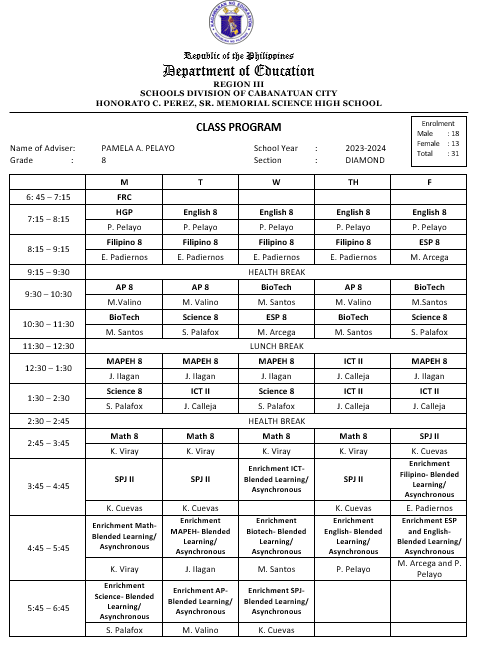 Republic of the Philippines
Department of Education
REGION III
SCHOOLS DIVISION OF CABANATUAN CITY
HONORATO C. PEREZ, SR. MEMORIAL SCIENCE HIGH SCHOOL
CLASS PROGRAM
Enrolment
Male : 18
Female : 13
Total : 31
Name of Adviser: PAMELA A. PELAYO School Year : 2023-2024
Grade : 8 Section : DIAMOND
M T W TH F
6: 45 – 7:15 FRC
7:15 – 8:15 HGP English 8 English 8 English 8 English 8
P. Pelayo P. Pelayo P. Pelayo P. Pelayo P. Pelayo
8:15 – 9:15 Filipino 8 Filipino 8 Filipino 8 Filipino 8 ESP 8
E. Padiernos E. Padiernos E. Padiernos E. Padiernos M. Arcega
9:15 – 9:30 HEALTH BREAK
9:30 – 10:30 AP 8 AP 8 BioTech AP 8 BioTech
M.Valino M. Valino M. Santos M. Valino M.Santos
10:30 – 11:30 BioTech Science 8 ESP 8 BioTech Science 8
M. Santos S. Palafox M. Arcega M. Santos S. Palafox
11:30 – 12:30 LUNCH BREAK
12:30 – 1:30 MAPEH 8 MAPEH 8 MAPEH 8 ICT II MAPEH 8
J. Ilagan J. Ilagan J. Ilagan J. Calleja J. Ilagan
1:30 – 2:30 Science 8 ICT II Science 8 ICT II ICT II
S. Palafox J. Calleja S. Palafox J. Calleja J. Calleja
2:30 – 2:45 HEALTH BREAK
2:45 – 3:45 Math 8 Math 8 Math 8 Math 8 SPJ II
K. Viray K. Viray K. Viray K. Viray K. Cuevas
3:45 – 4:45 SPJ II SPJ II Enrichment ICT- Blended Learning/ Asynchronous SPJ II Enrichment Filipino- Blended Learning/ Asynchronous
K. Cuevas K. Cuevas K. Cuevas E. Padiernos
4:45 – 5:45 Enrichment Math- Blended Learning/ Asynchronous Enrichment MAPEH- Blended Learning/ Asynchronous Enrichment Biotech- Blended Learning/ Asynchronous Enrichment English- Blended Learning/ Asynchronous Enrichment ESP and English- Blended Learning/ Asynchronous
K. Viray J. Ilagan M. Santos P. Pelayo M. Arcega and P. Pelayo
5:45 – 6:45 Enrichment Science- Blended Learning/ Asynchronous Enrichment AP- Blended Learning/ Asynchronous Enrichment SPJ- Blended Learning/ Asynchronous
S. Palafox M. Valino K. Cuevas